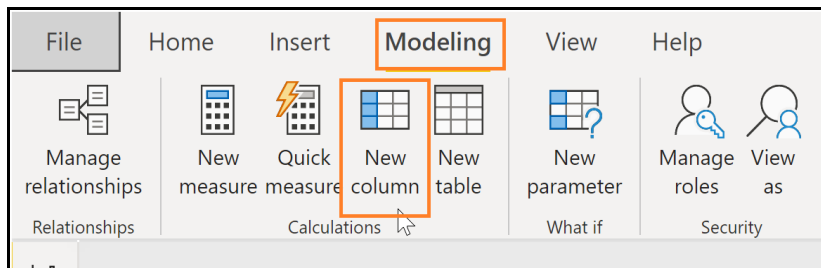 File Home Insert Modeling View Help
Manage relationships
New measure
Quick measure
New column
New table
New parameter
Manage roles
View as
Relationships Calculations What if Security